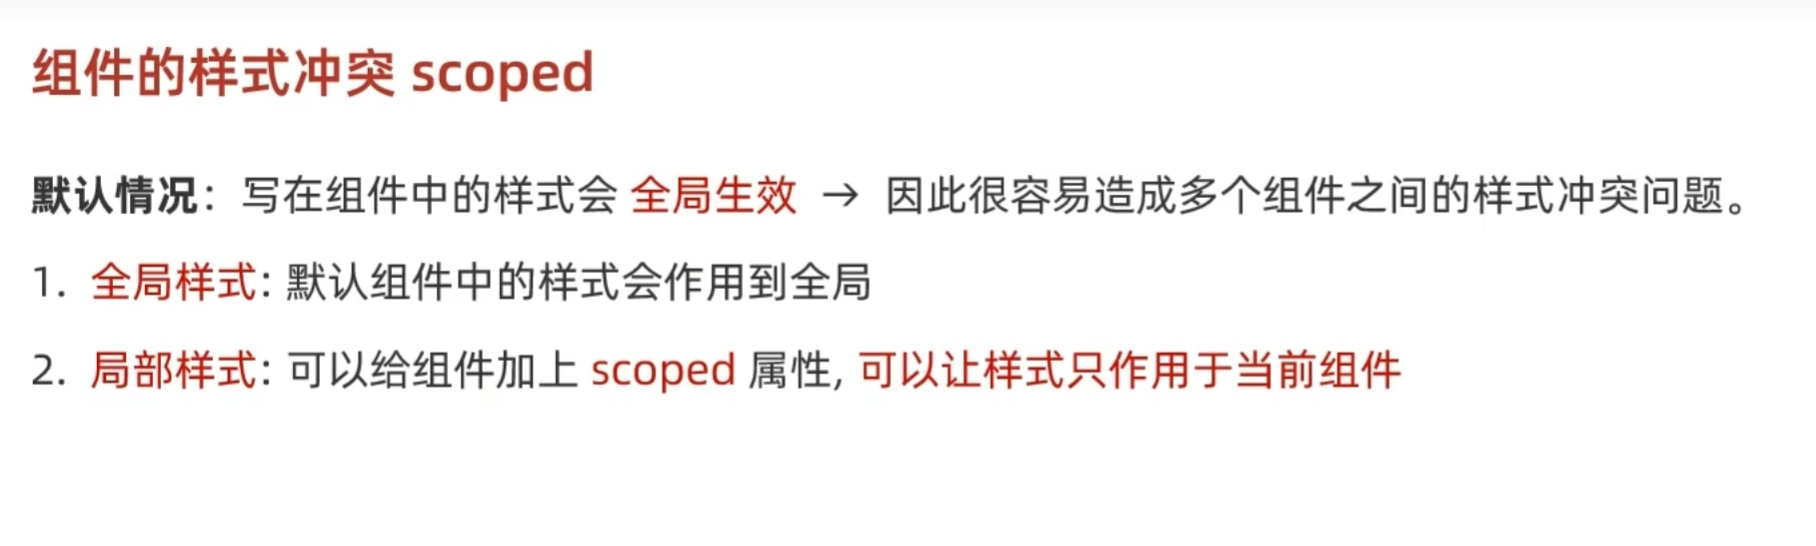 组件的样式冲突 scoped
默认情况：写在组件中的样式会 全局生效 → 因此很容易造成多个组件之间的样式冲突问题。
1. 全局样式: 默认组件中的样式会作用到全局
2. 局部样式: 可以给组件加上 scoped 属性, 可以让样式只作用于当前组件